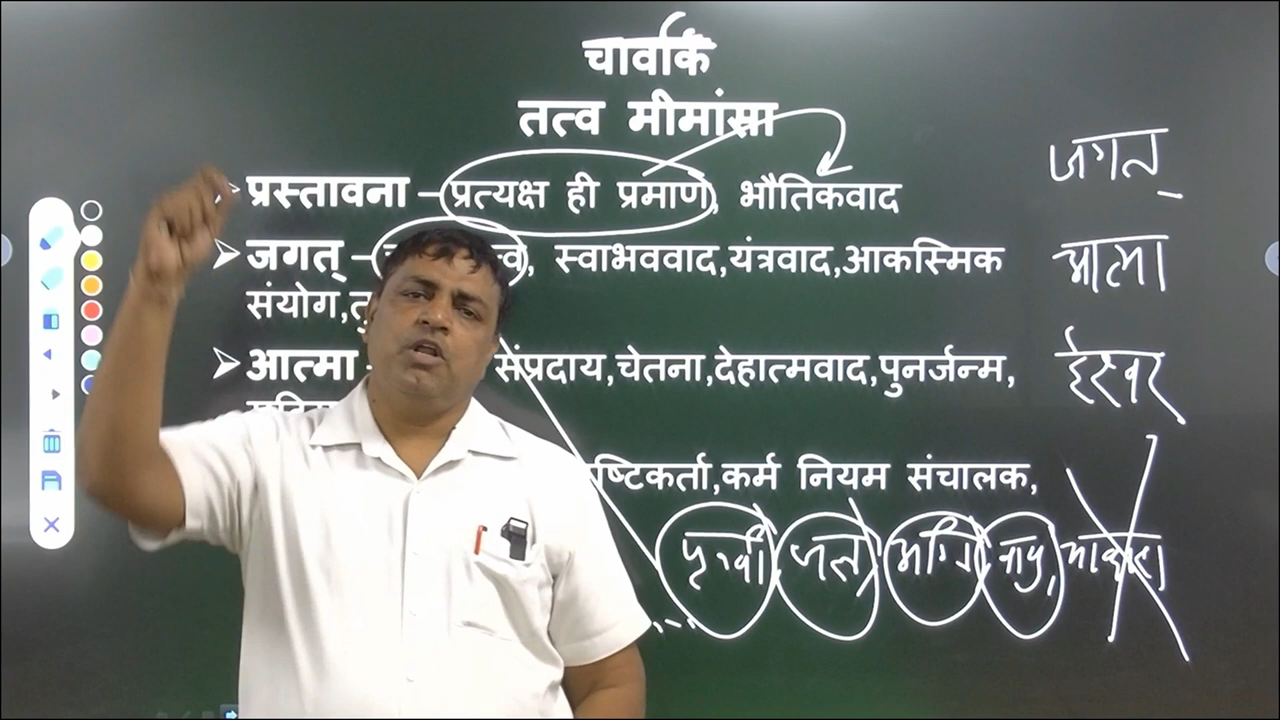 चार्वाक
तत्व मीमांसा
प्रस्तावना – प्रत्यक्ष ही प्रमाण, भौतिकवाद
जगत् – स्वाभववाद,यंत्रवाद,आकस्मिक
संयोग,
आत्मा – संप्रदाय,चेतना,देहात्मवाद,पुनर्जन्म,
कर्म नियम संचालक,
जगत्
आत्मा
ईश्वर
पृथ्वी, जल, अग्नि, वायु, आकाश